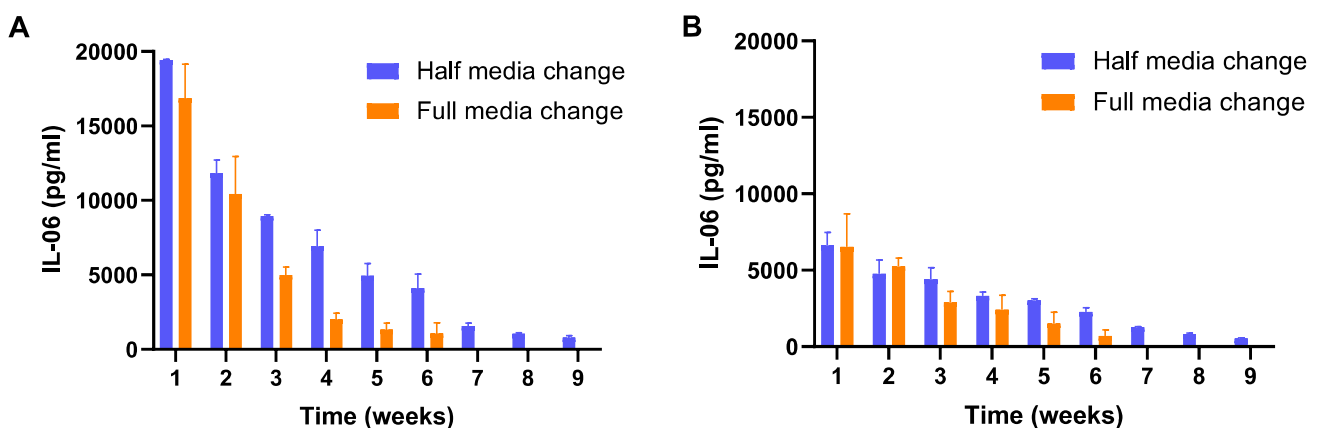 A
IL-06 (pg/ml)
20000
15000
10000
5000
0
Half media change
Full media change
1 2 3 4 5 6 7 8 9
Time (weeks)
B
IL-06 (pg/ml)
20000
15000
10000
5000
0
Half media change
Full media change
1 2 3 4 5 6 7 8 9
Time (weeks)